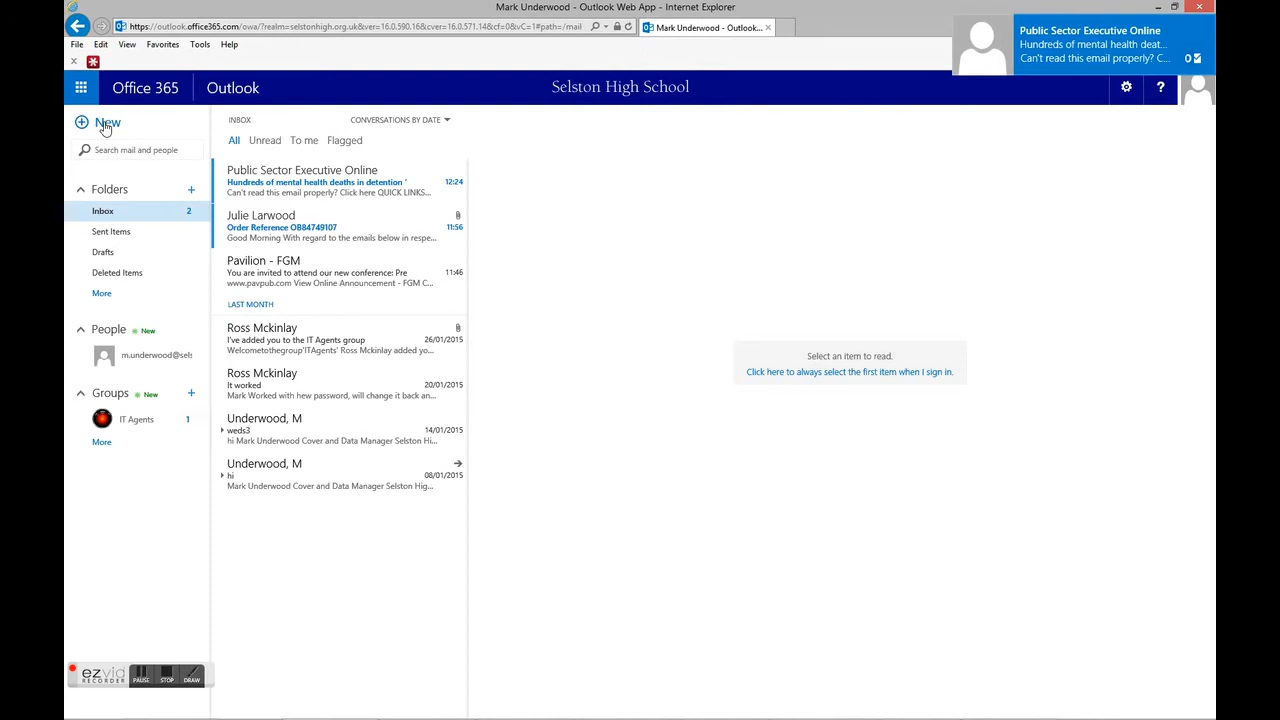 Mark Underwood - Outlook Web App - Internet Explorer
https://outlook.office365.com/owa/?realm=selstonhigh.org.uk&ver=16.0.590.16&cver=16.0.571.14&cf=0&vC=1#path=/mail
Mark Underwood - Outlook...
File Edit View Favorites Tools Help
Public Sector Executive Online
Hundreds of mental health deat...
Can't read this email properly? C...
0
Office 365
Outlook
Selston High School
?
New
Search mail and people
Folders
Inbox 2
Sent Items
Drafts
Deleted Items
More
People New
m.underwood@sels
Groups New
IT Agents 1
More
INBOX
CONVERSATIONS BY DATE
All Unread To me Flagged
Public Sector Executive Online
Hundreds of mental health deaths in detention ' 12:24
Can't read this email properly? Click here QUICK LINKS...
Julie Larwood
Order Reference OB84749107 11:56
Good Morning With regard to the emails below in respe...
Pavilion - FGM
You are invited to attend our new conference: Pre 11:46
www.pavpub.com View Online Announcement - FGM C...
LAST MONTH
Ross Mckinlay
I've added you to the IT Agents group 26/01/2015
Welcometothegroup'ITAgents' Ross Mckinlay added yo...
Ross Mckinlay
It worked 20/01/2015
Mark Worked with hew password, will change it back an...
Underwood, M
weds3 14/01/2015
hi Mark Underwood Cover and Data Manager Selston Hi...
Underwood, M
hi 08/01/2015
Mark Underwood Cover and Data Manager Selston Hig...
Select an item to read.
Click here to always select the first item when I sign in.
ezvid
RECORDER
PAUSE STOP DRAW